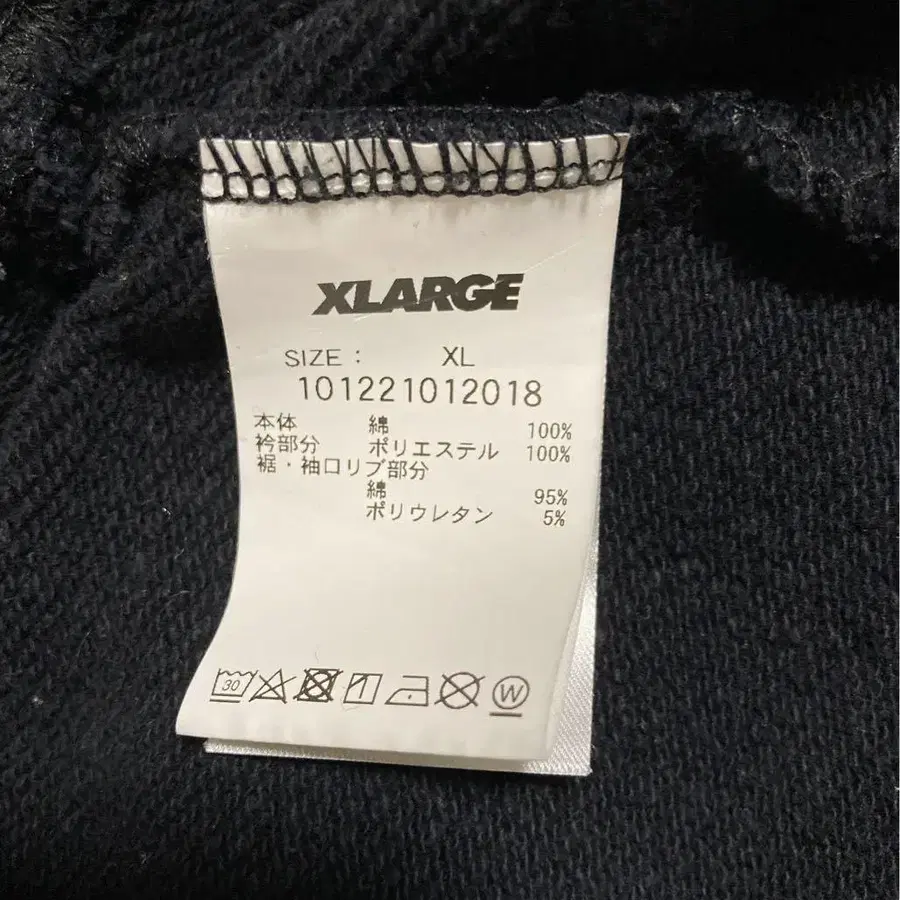 XLARGE
SIZE : XL
101221012018
本体 綿 100%
衿部分 ポリエステル 100%
裾・袖口リブ部分
綿 95%
ポリウレタン 5%
30
W